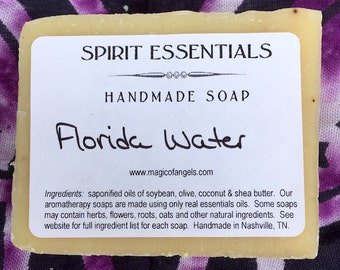 SPIRIT ESSENTIALS
HANDMADE SOAP
Florida Water
www.magicofangels.com
Ingredients: saponified oils of soybean, olive, coconut & shea butter. Our
aromatherapy soaps are made using only real essentials oils. Some soaps
may contain herbs, flowers, roots, oats and other natural ingredients. See
website for full ingredient list for each soap. Handmade in Nashville, TN.